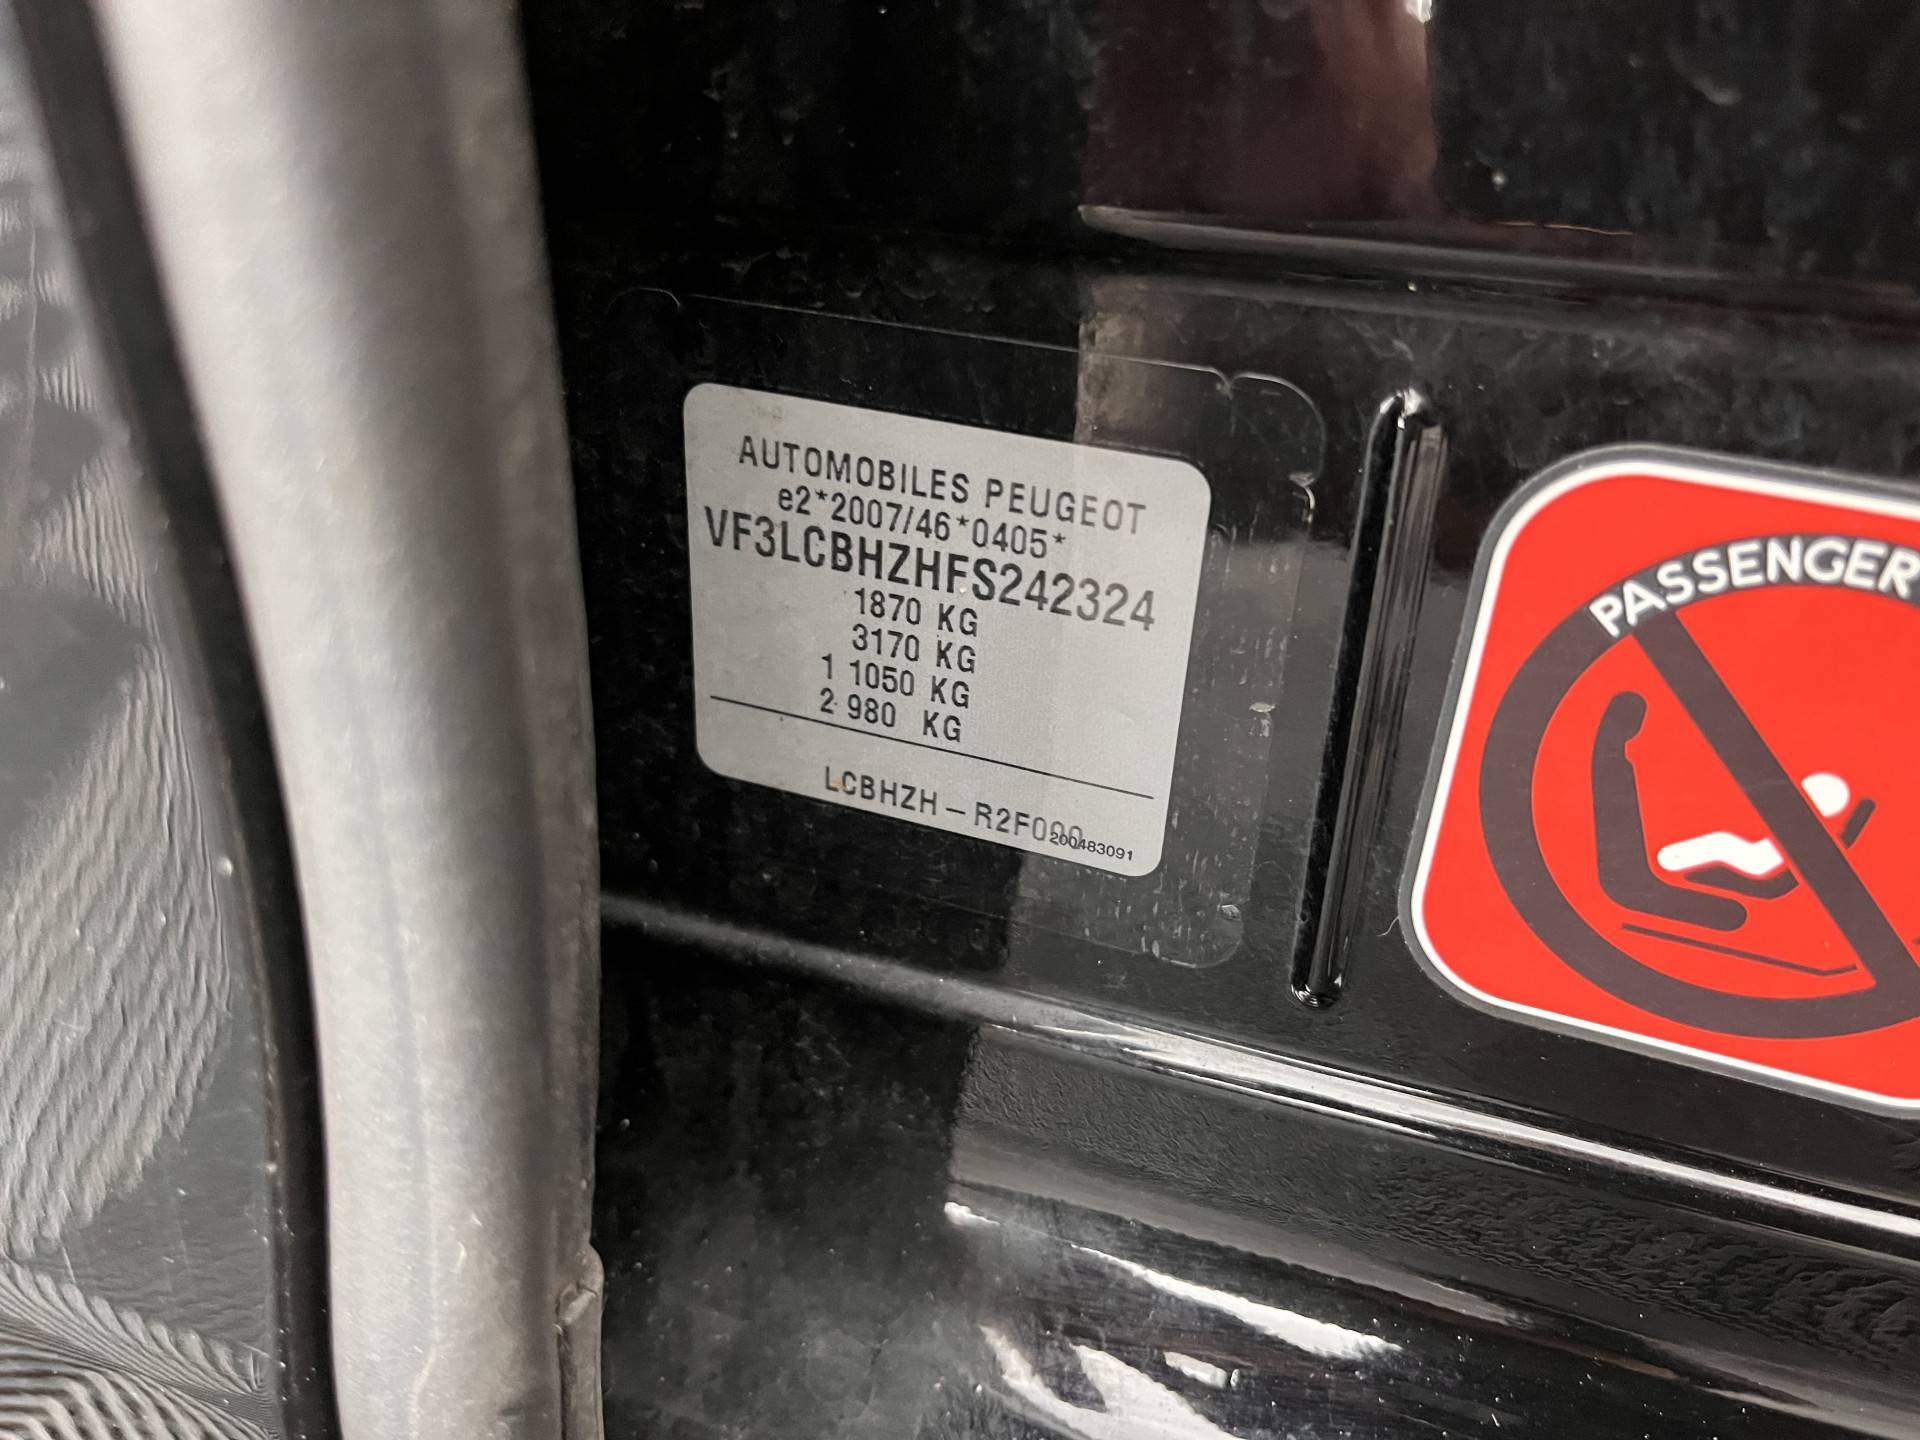 AUTOMOBILES PEUGEOT
e2*2007/46*0405*
VF3LCBHZHFS242324
1870 KG
3170 KG
1 1050 KG
2 980 KG
LCBHZH – R2F000
200483091
PASSENGER